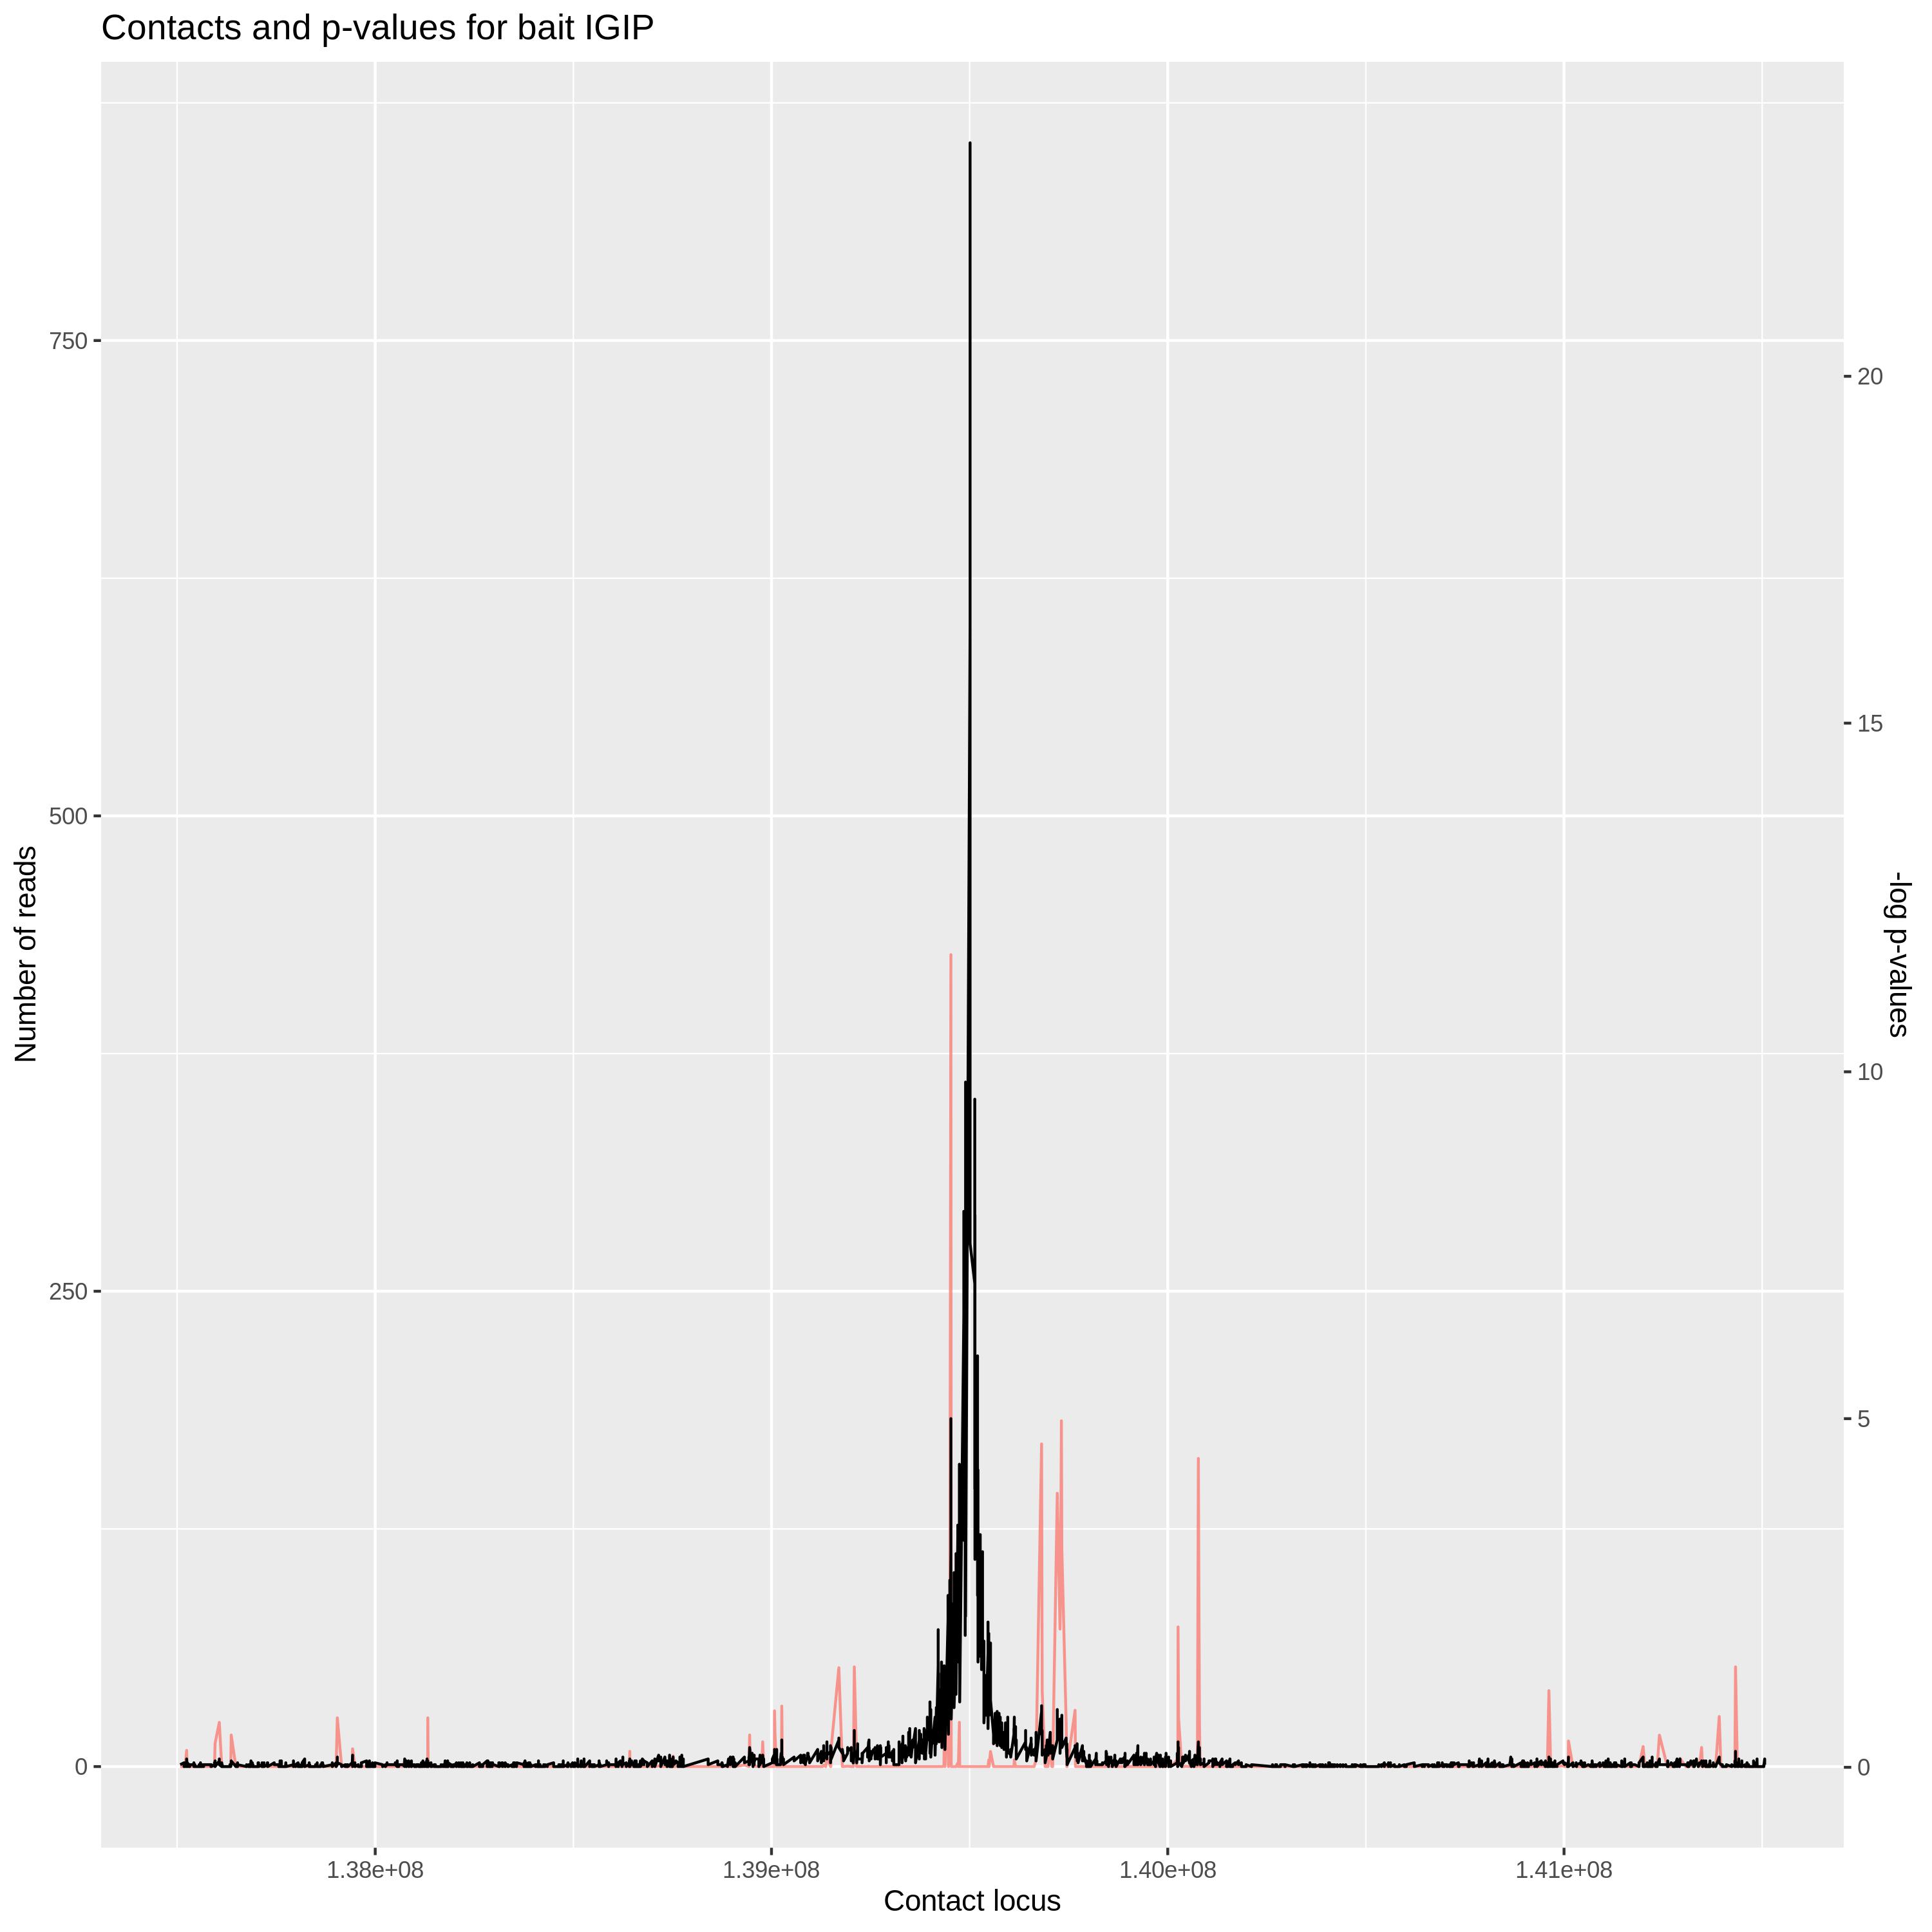 Contacts and p-values for bait IGIP
Number of reads
750
500
250
0
20
15
10
5
0
-log p-values
1.38e+08
1.39e+08
1.40e+08
1.41e+08
Contact locus